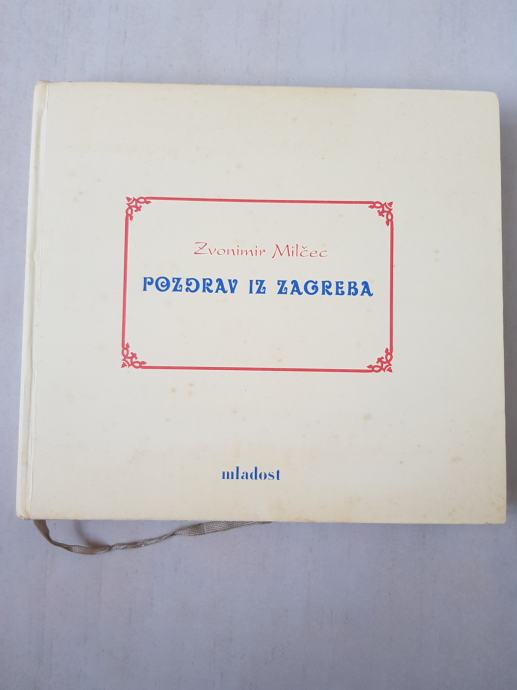 Zvonimir Milčec
POZDRAV IZ ZAGREBA
mladost